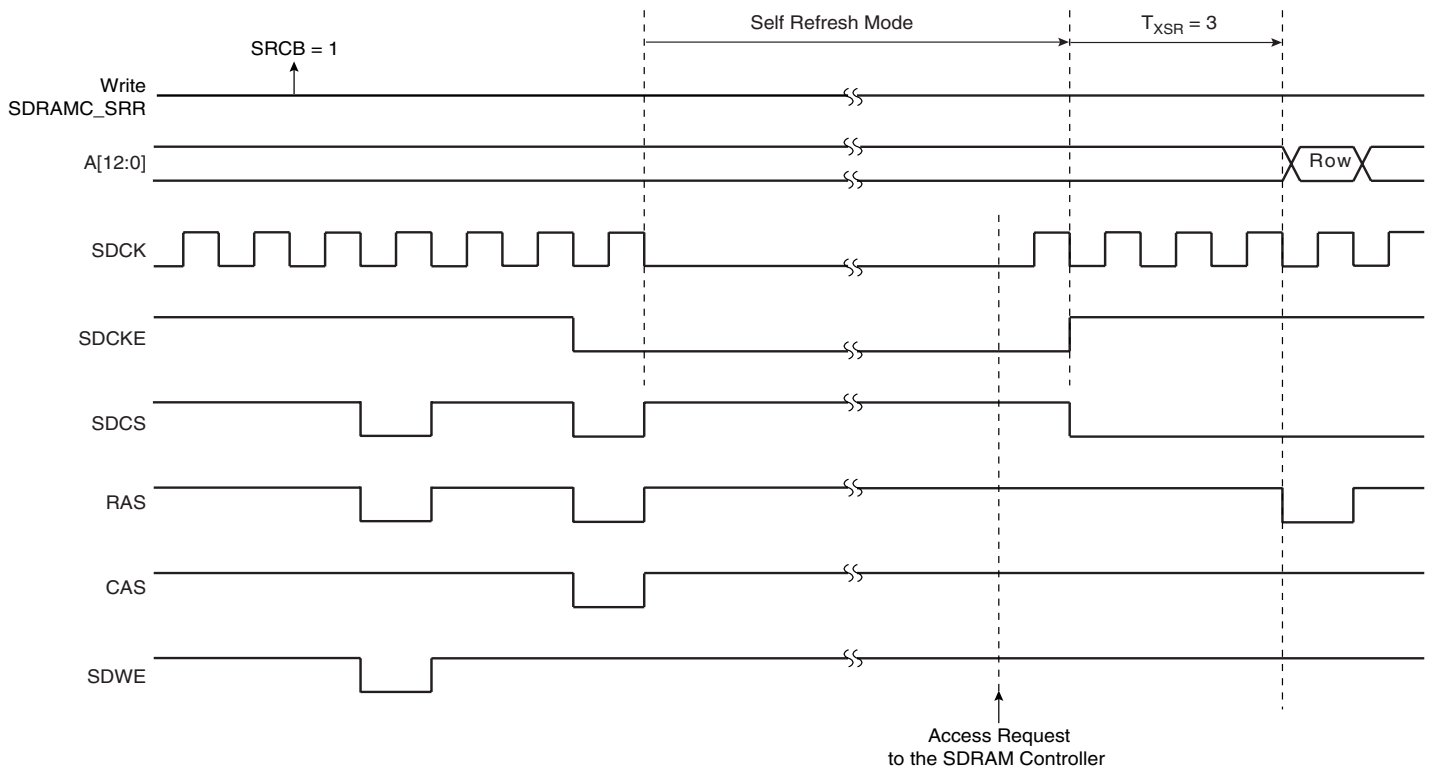 Self Refresh Mode
T_XSR = 3
SRCB = 1
Write
SDRAMC_SRR
A[12:0]
Row
SDCK
SDCKE
SDCS
RAS
CAS
SDWE
Access Request
to the SDRAM Controller